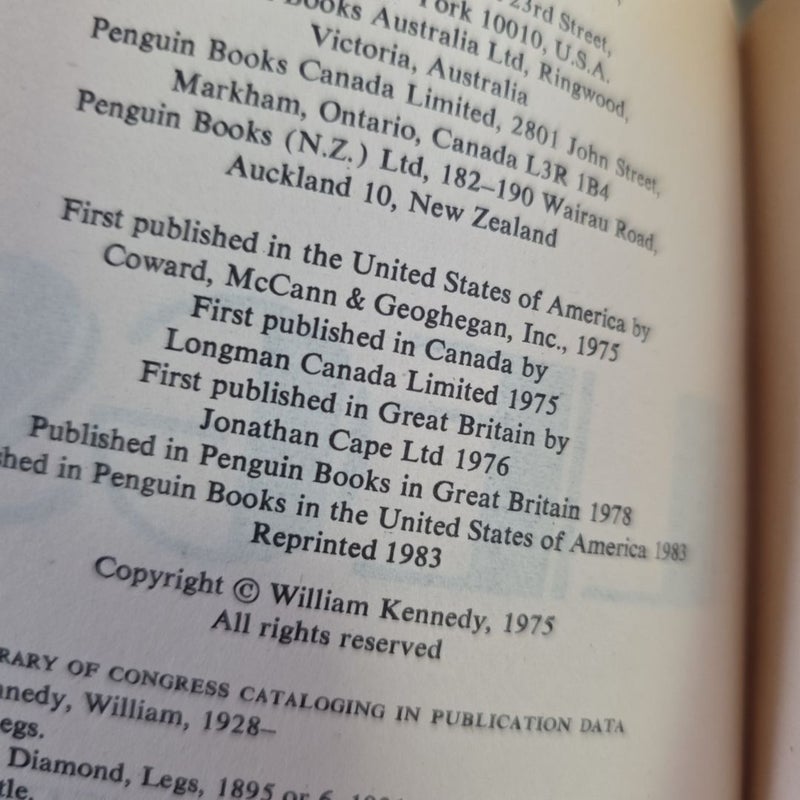 23rd Street,
York 10010, U.S.A.
Books Australia Ltd, Ringwood,
Victoria, Australia
Penguin Books Canada Limited, 2801 John Street,
Markham, Ontario, Canada L3R 1B4
Penguin Books (N.Z.) Ltd, 182–190 Wairau Road,
Auckland 10, New Zealand
First published in the United States of America by
Coward, McCann & Geoghegan, Inc., 1975
First published in Canada by
Longman Canada Limited 1975
First published in Great Britain by
Jonathan Cape Ltd 1976
Published in Penguin Books in Great Britain 1978
shed in Penguin Books in the United States of America 1983
Reprinted 1983
Copyright © William Kennedy, 1975
All rights reserved
RARY OF CONGRESS CATALOGING IN PUBLICATION DATA
nnedy, William, 1928–
egs.
Diamond, Legs, 1895 or 6
tle.